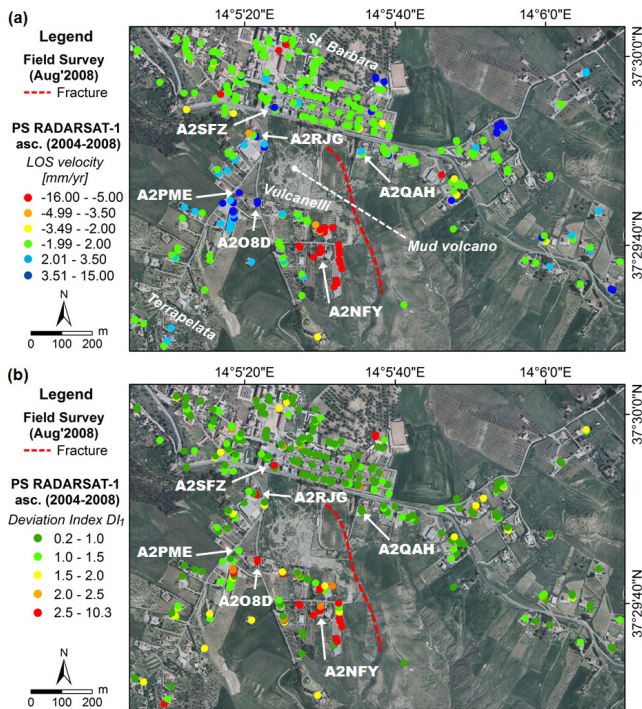 (a)
14°5'20"E
14°5'40"E
14°6'0"E
Legend
Field Survey
(Aug'2008)
Fracture
PS RADARSAT-1
asc. (2004-2008)
LOS velocity
[mm/yr]
-16.00 - -5.00
-4.99 - -3.50
-3.49 - -2.00
-1.99 - 2.00
2.01 - 3.50
3.51 - 15.00
N
0 100 200
m
St. Barbara
A2SFZ
A2RJG
A2QAH
A2PME
Vulcanelli
A2O8D
Mud volcano
A2NFY
Terrapelata
37°30'0"N
37°29'40"N
(b)
14°5'20"E
14°5'40"E
14°6'0"E
Legend
Field Survey
(Aug'2008)
Fracture
PS RADARSAT-1
asc. (2004-2008)
Deviation Index DI1
0.2 - 1.0
1.0 - 1.5
1.5 - 2.0
2.0 - 2.5
2.5 - 10.3
N
0 100 200
m
A2SFZ
A2RJG
A2QAH
A2PME
A2O8D
A2NFY
37°30'0"N
37°29'40"N